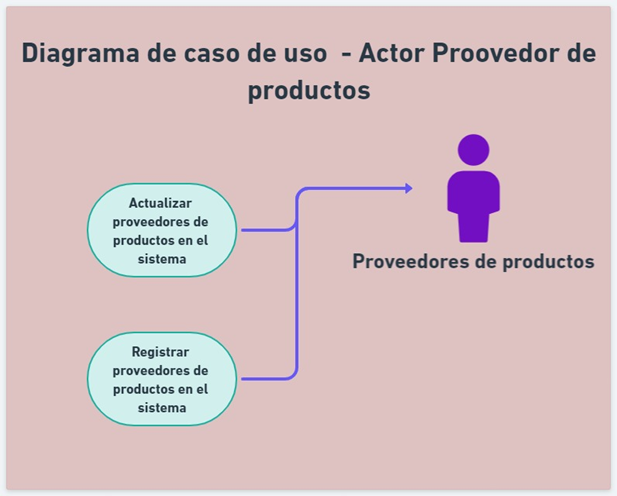 Diagrama de caso de uso - Actor Proovedor de
productos
Actualizar
proveedores de
productos en el
sistema
Proveedores de productos
Registrar
proveedores de
productos en el
sistema